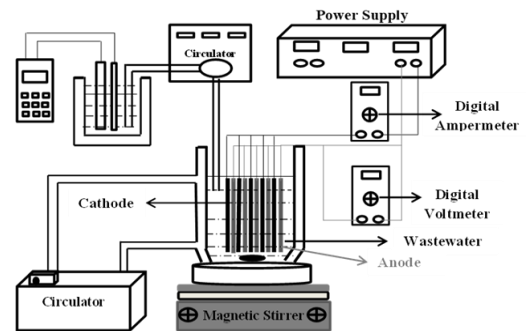 Power Supply
Circulator
Digital
Ampermeter
Cathode
Digital
Voltmeter
Wastewater
Anode
Circulator
Magnetic Stirrer